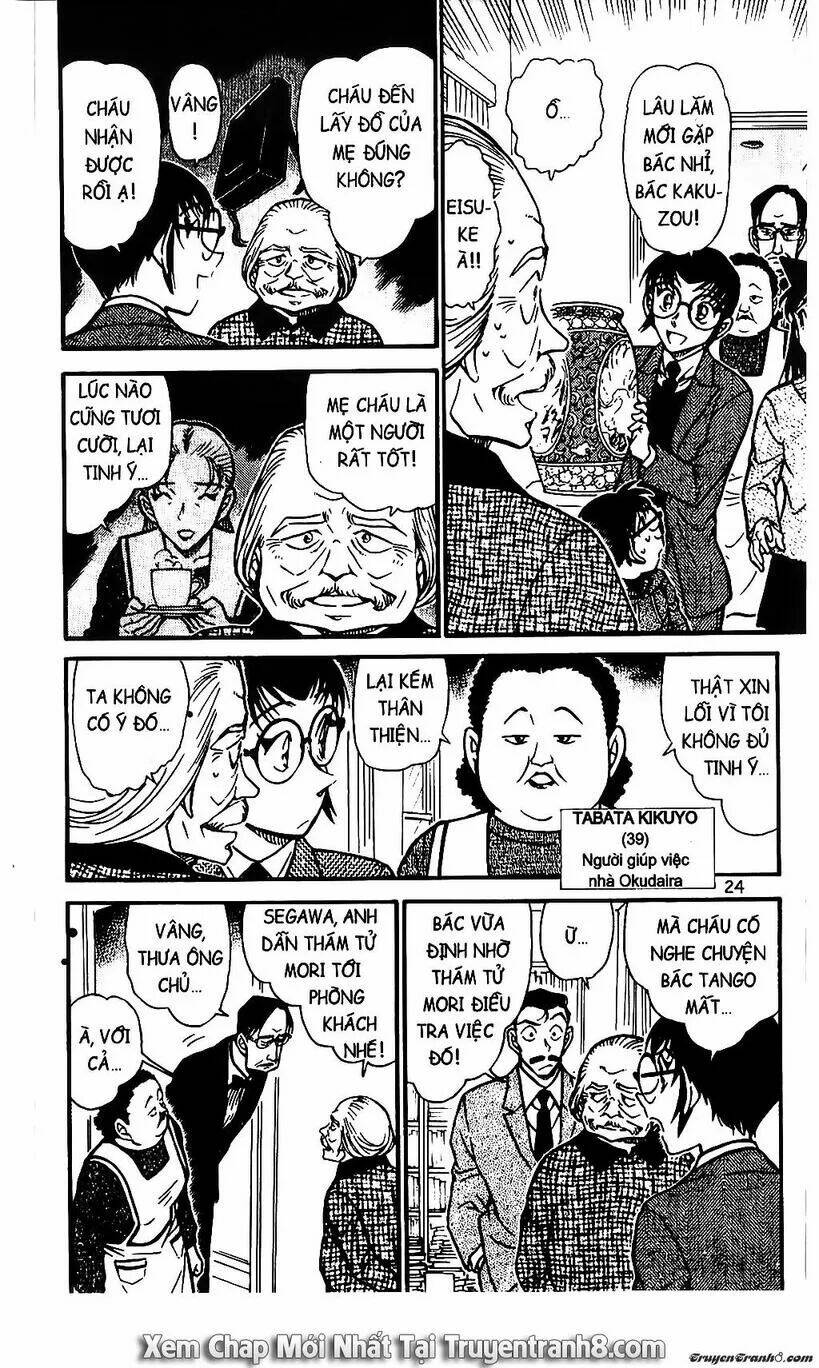 LÂU LẮM
MỚI GẶP
BÁC NHỈ,
BÁC KAKU-
ZOU!
Ồ...
EISU-
KE
À!!
CHÁU ĐẾN
LẤY ĐỒ CỦA
MẸ ĐÚNG
KHÔNG?
VÂNG
!
CHÁU
NHẬN
ĐƯỢC
RỒI Ạ!
MẸ CHÁU LÀ
MỘT NGƯỜI
RẤT TỐT!
LÚC NÀO
CŨNG TƯƠI
CƯỜI, LẠI
TINH Ý...
THẬT XIN
LỖI VÌ TÔI
KHÔNG ĐỦ
TINH Ý...
LẠI KÉM
THÂN
THIỆN...
TA KHÔNG
CÓ Ý ĐÓ...
TABATA KIKUYO
(39)
Người giúp việc
nhà Okudaira
24
MÀ CHÁU CÓ
NGHE CHUYỆN
BÁC TANGO
MẤT...
Ừ...
BÁC VỪA
ĐỊNH NHỜ
THÁM TỬ
MORI ĐIỀU
TRA VIỆC
ĐÓ!
SEGAWA, ANH
DẪN THÁM TỬ
MORI TỚI
PHÒNG
KHÁCH
NHÉ!
VÂNG,
THƯA ÔNG
CHỦ...
À, VỚI
CẢ...
Xem Chap Mới Nhất Tại Truyentranh8.com
TruyenTranh8.com